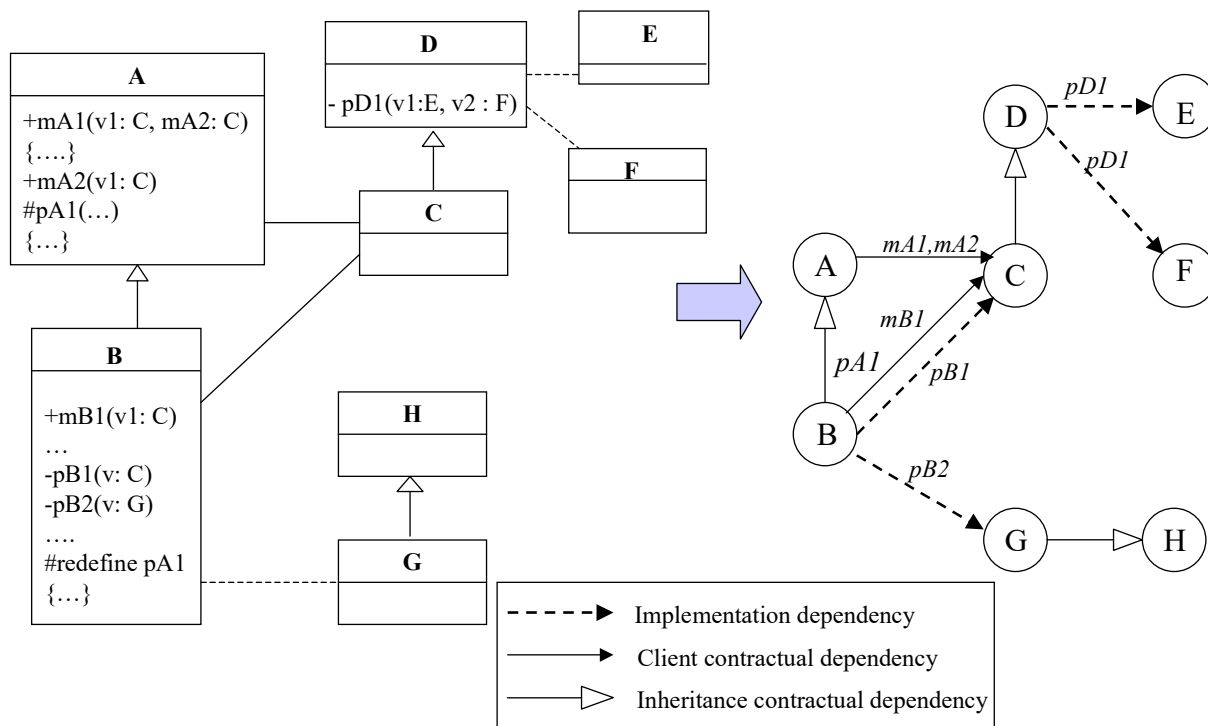 A
+mA1(v1: C, mA2: C)
{....}
+mA2(v1: C)
#pA1(…)
{…}
D
- pD1(v1:E, v2 : F)
E
F
C
B
+mB1(v1: C)
…
-pB1(v: C)
-pB2(v: G)
….
#redefine pA1
{…}
H
G
D
pD1
E
pD1
F
A
mA1,mA2
C
mB1
pA1
pB1
B
pB2
G
H
Implementation dependency
Client contractual dependency
Inheritance contractual dependency